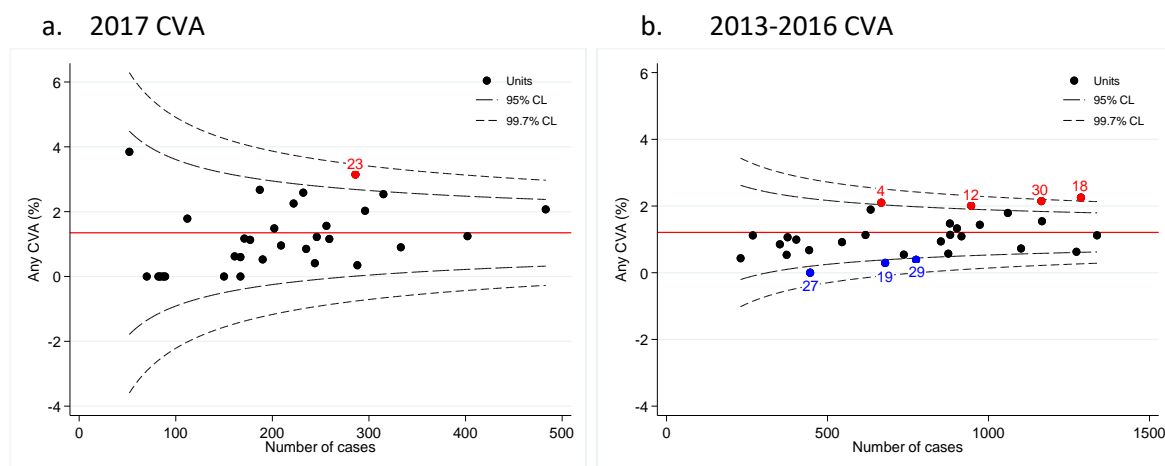 a. 2017 CVA
6
4
2
0
-2
-4
Any CVA (%)
Units
95% CL
99.7% CL
23
0
100
200
300
400
500
Number of cases
b. 2013-2016 CVA
6
4
2
0
-2
-4
Any CVA (%)
Units
95% CL
99.7% CL
4
12
30
18
27
19
29
0
500
1000
1500
Number of cases